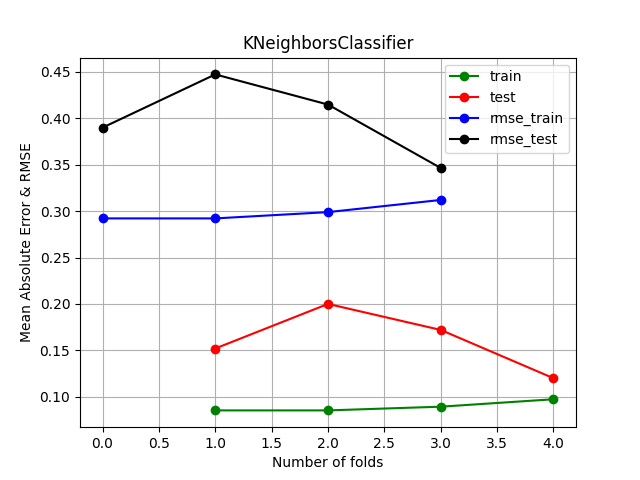 KNeighborsClassifier
train
test
rmse_train
rmse_test
Mean Absolute Error & RMSE
0.45
0.40
0.35
0.30
0.25
0.20
0.15
0.10
0.0 0.5 1.0 1.5 2.0 2.5 3.0 3.5 4.0
Number of folds